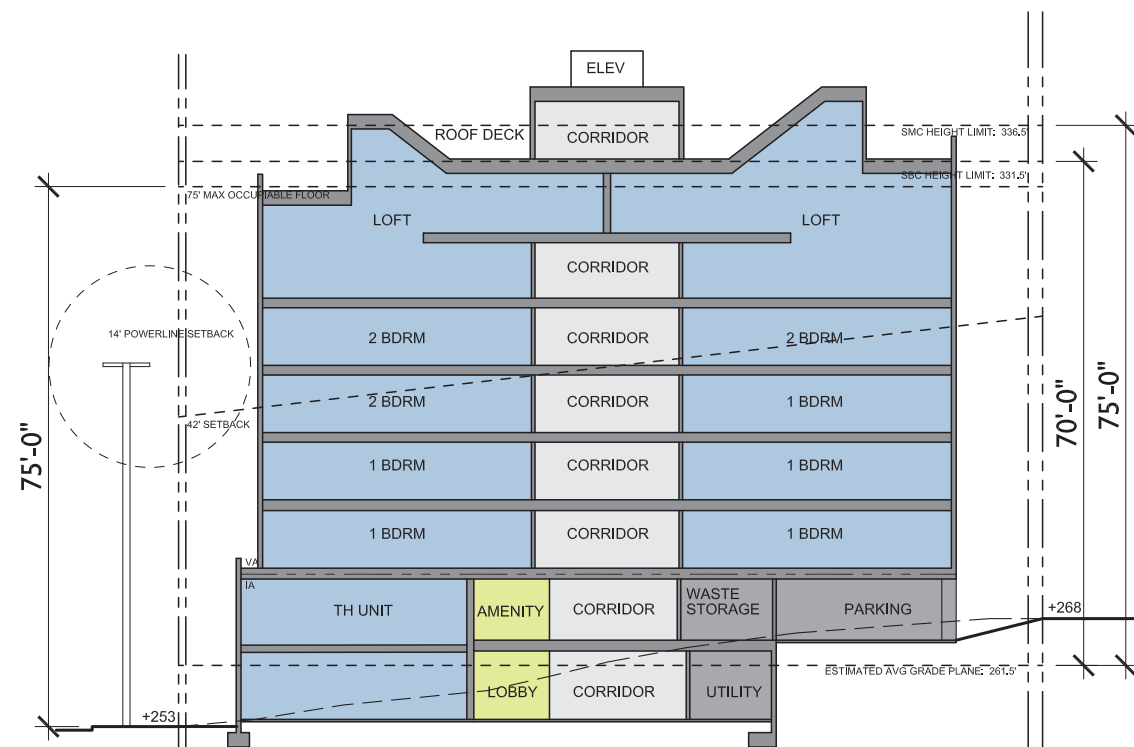 ELEV
SMC HEIGHT LIMIT: 336.5'
ROOF DECK
CORRIDOR
SBC HEIGHT LIMIT: 331.5'
75' MAX OCCUPIABLE FLOOR
LOFT
LOFT
CORRIDOR
14' POWERLINE SETBACK
2 BDRM
CORRIDOR
2 BDRM
2 BDRM
CORRIDOR
1 BDRM
42' SETBACK
75'-0"
70'-0"
75'-0"
1 BDRM
CORRIDOR
1 BDRM
1 BDRM
CORRIDOR
1 BDRM
VA
IA
TH UNIT
AMENITY
CORRIDOR
WASTE
STORAGE
PARKING
+268
ESTIMATED AVG GRADE PLANE: 261.5'
LOBBY
CORRIDOR
UTILITY
+253